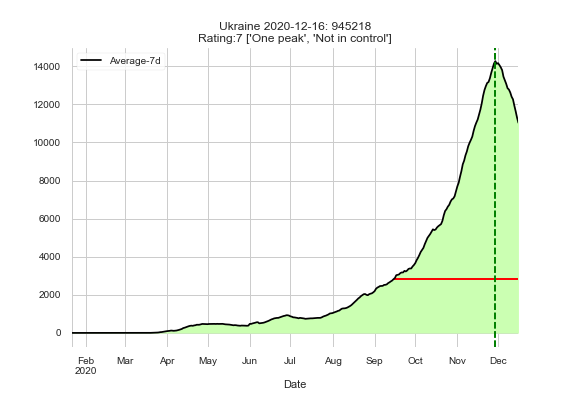 Ukraine 2020-12-16: 945218
Rating:7 ['One peak', 'Not in control']
Average-7d
14000
12000
10000
8000
6000
4000
2000
0
Feb Mar Apr May Jun Jul Aug Sep Oct Nov Dec
2020
Date